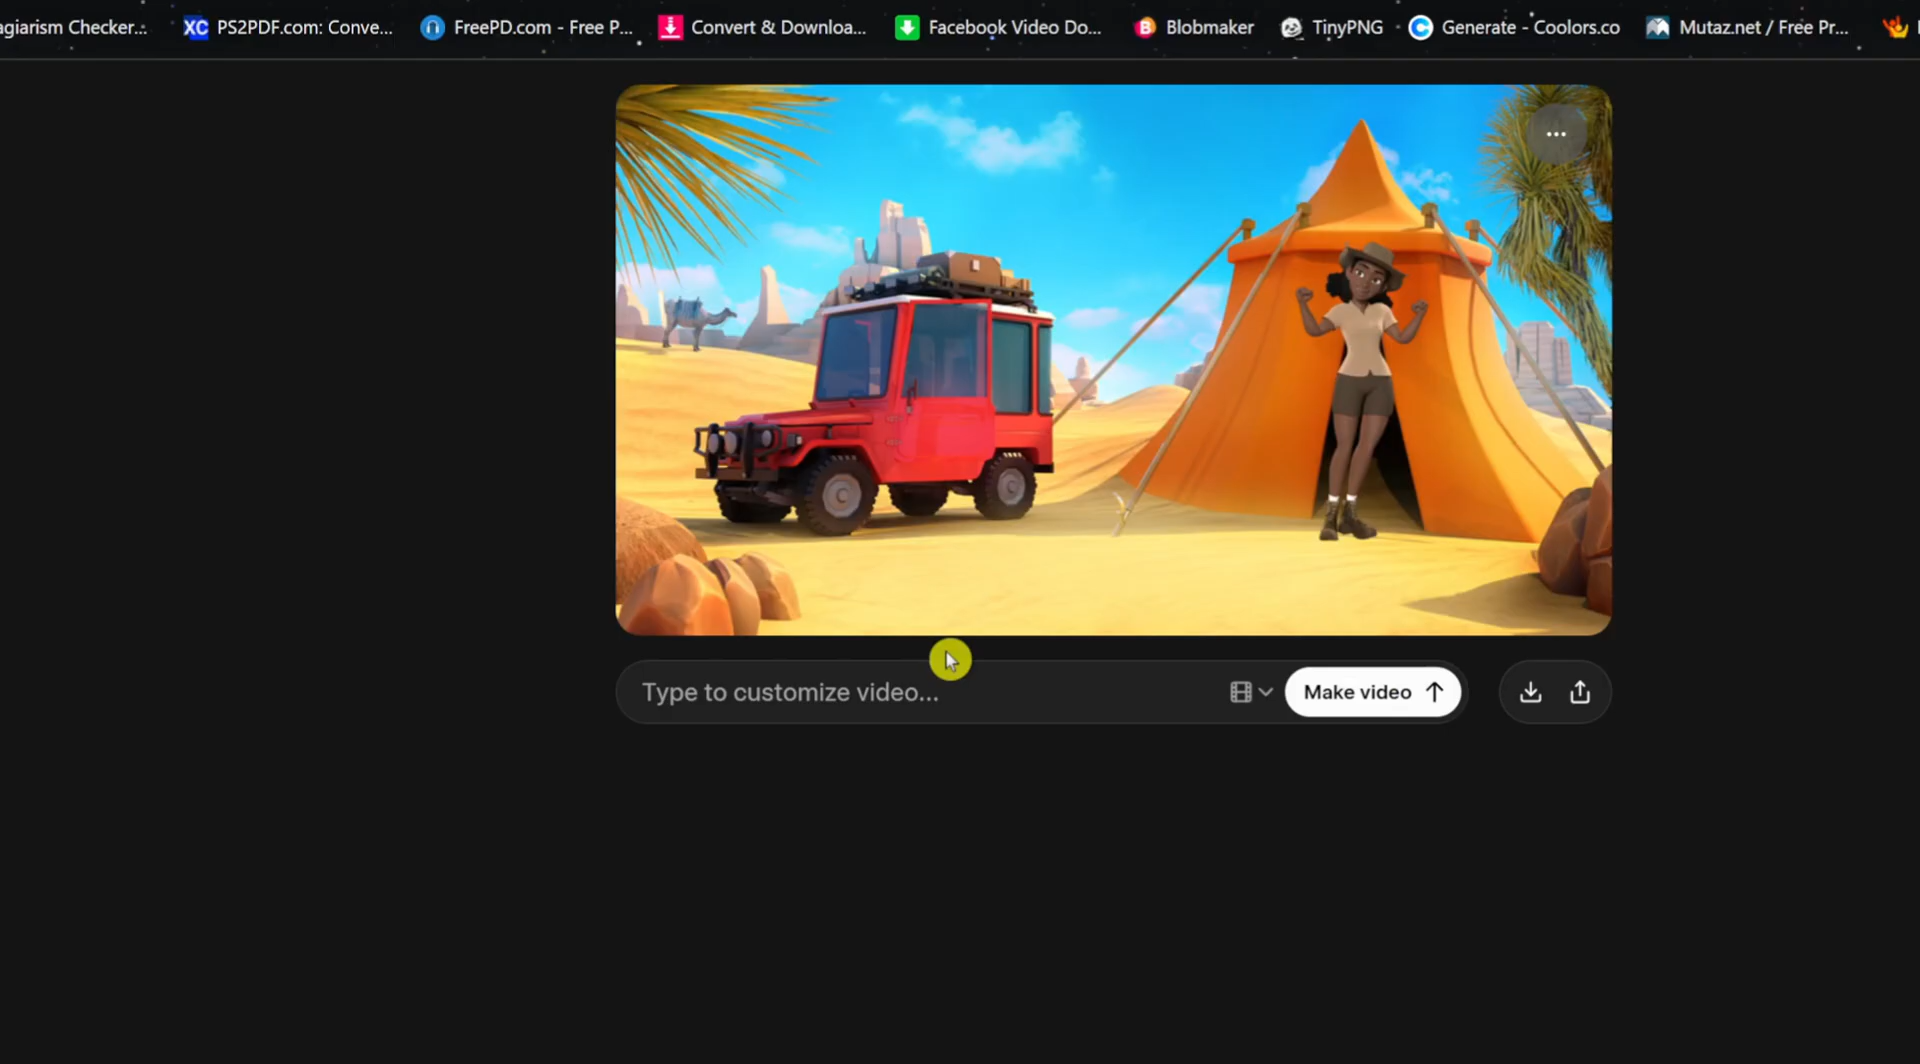 agiarism Checker...
XC PS2PDF.com: Conve...
FreePD.com - Free P...
Convert & Downloa...
Facebook Video Do...
B Blobmaker
TinyPNG
C Generate - Coolors.co
Mutaz.net / Free Pr...
Type to customize video...
Make video